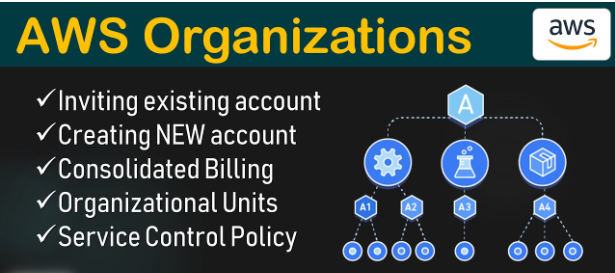 AWS Organizations
aws
✓Inviting existing account
✓Creating NEW account
✓Consolidated Billing
✓Organizational Units
✓Service Control Policy
A
A1 A2 A3 A4